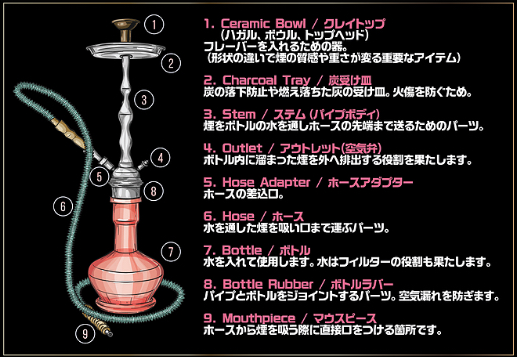 1. Ceramic Bowl / クレイトップ
（ハガル、ボウル、トップヘッド）
フレーバーを入れるための器。
（形状の違いで煙の質感や重さが変る重要なアイテム）
2. Charcoal Tray / 炭受け皿
炭の落下防止や燃え落ちた灰の受け皿。火傷を防ぐため。
3. Stem / ステム（パイプボディ）
煙をボトルの水を通しホースの先端まで送るためのパーツ。
4. Outlet / アウトレット（空気弁）
ボトル内に溜まった煙を外へ排出する役割を果たします。
5. Hose Adapter / ホースアダプター
ホースの差込口。
6. Hose / ホース
水を通した煙を吸い口まで運ぶパーツ。
7. Bottle / ボトル
水を入れて使用します。水はフィルターの役割も果たします。
8. Bottle Rubber / ボトルラバー
パイプとボトルをジョイントするパーツ。空気漏れを防ぎます。
9. Mouthpiece / マウスピース
ホースから煙を吸う際に直接口をつける箇所です。
1
2
3
4
5
8
6
7
9